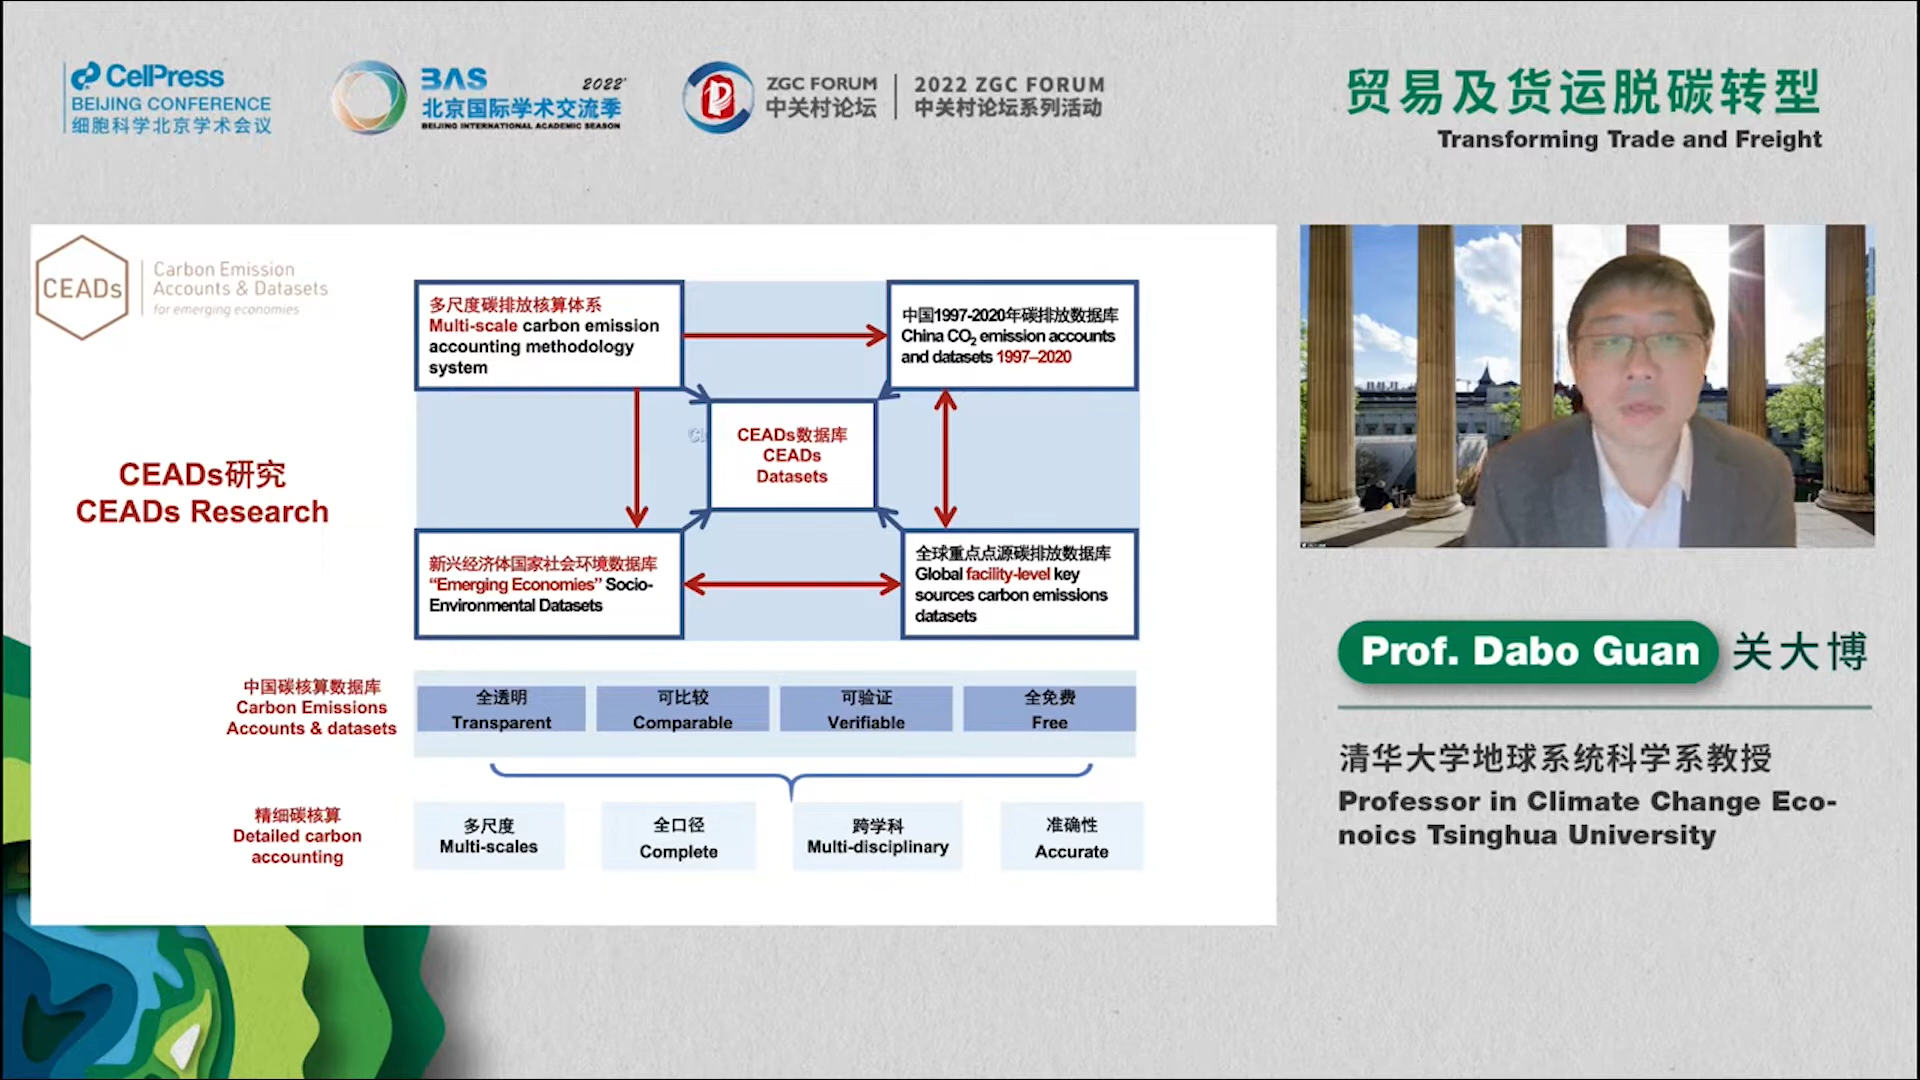 CellPress
BEIJING CONFERENCE
细胞科学北京学术会议
BAS 2022
北京国际学术交流季
BEIJING INTERNATIONAL ACADEMIC SEASON
ZGC FORUM
中关村论坛
2022 ZGC FORUM
中关村论坛系列活动
贸易及货运脱碳转型
Transforming Trade and Freight
CEADs
Carbon Emission
Accounts & Datasets
for emerging economies
CEADs研究
CEADs Research
多尺度碳排放核算体系
Multi-scale carbon emission
accounting methodology
system
中国1997-2020年碳排放数据库
China CO₂ emission accounts
and datasets 1997–2020
CEADs数据库
CEADs
Datasets
新兴经济体国家社会环境数据库
“Emerging Economies” Socio-
Environmental Datasets
全球重点点源碳排放数据库
Global facility-level key
sources carbon emissions
datasets
中国碳核算数据库
Carbon Emissions
Accounts & datasets
全透明
Transparent
可比较
Comparable
可验证
Verifiable
全免费
Free
精细碳核算
Detailed carbon
accounting
多尺度
Multi-scales
全口径
Complete
跨学科
Multi-disciplinary
准确性
Accurate
Prof. Dabo Guan 关大博
清华大学地球系统科学系教授
Professor in Climate Change Eco-
noics Tsinghua University